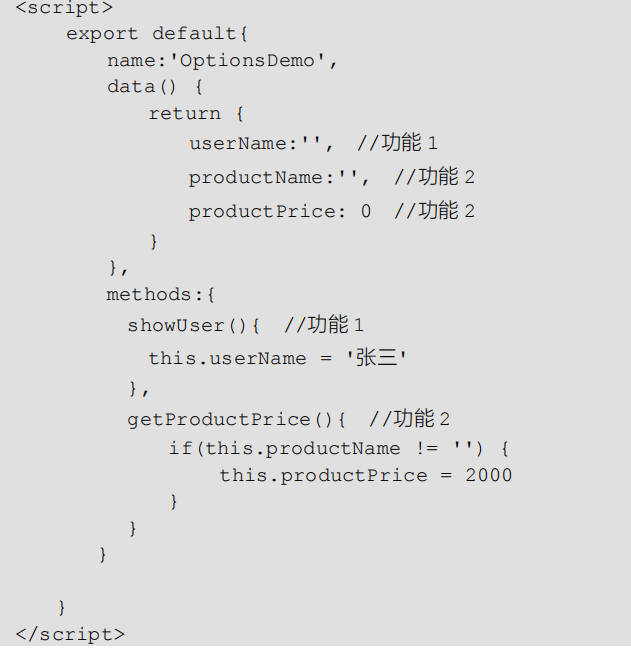 <script>
    export default{
        name:'OptionsDemo',
        data() {
            return {
                userName:'',  //功能 1
                productName:'',  //功能 2
                productPrice: 0  //功能 2
            }
        },
        methods:{
          showUser(){  //功能 1
            this.userName = '张三'
          },
          getProductPrice(){  //功能 2
              if(this.productName != '') {
                  this.productPrice = 2000
              }
          }
       }

    }
</script>